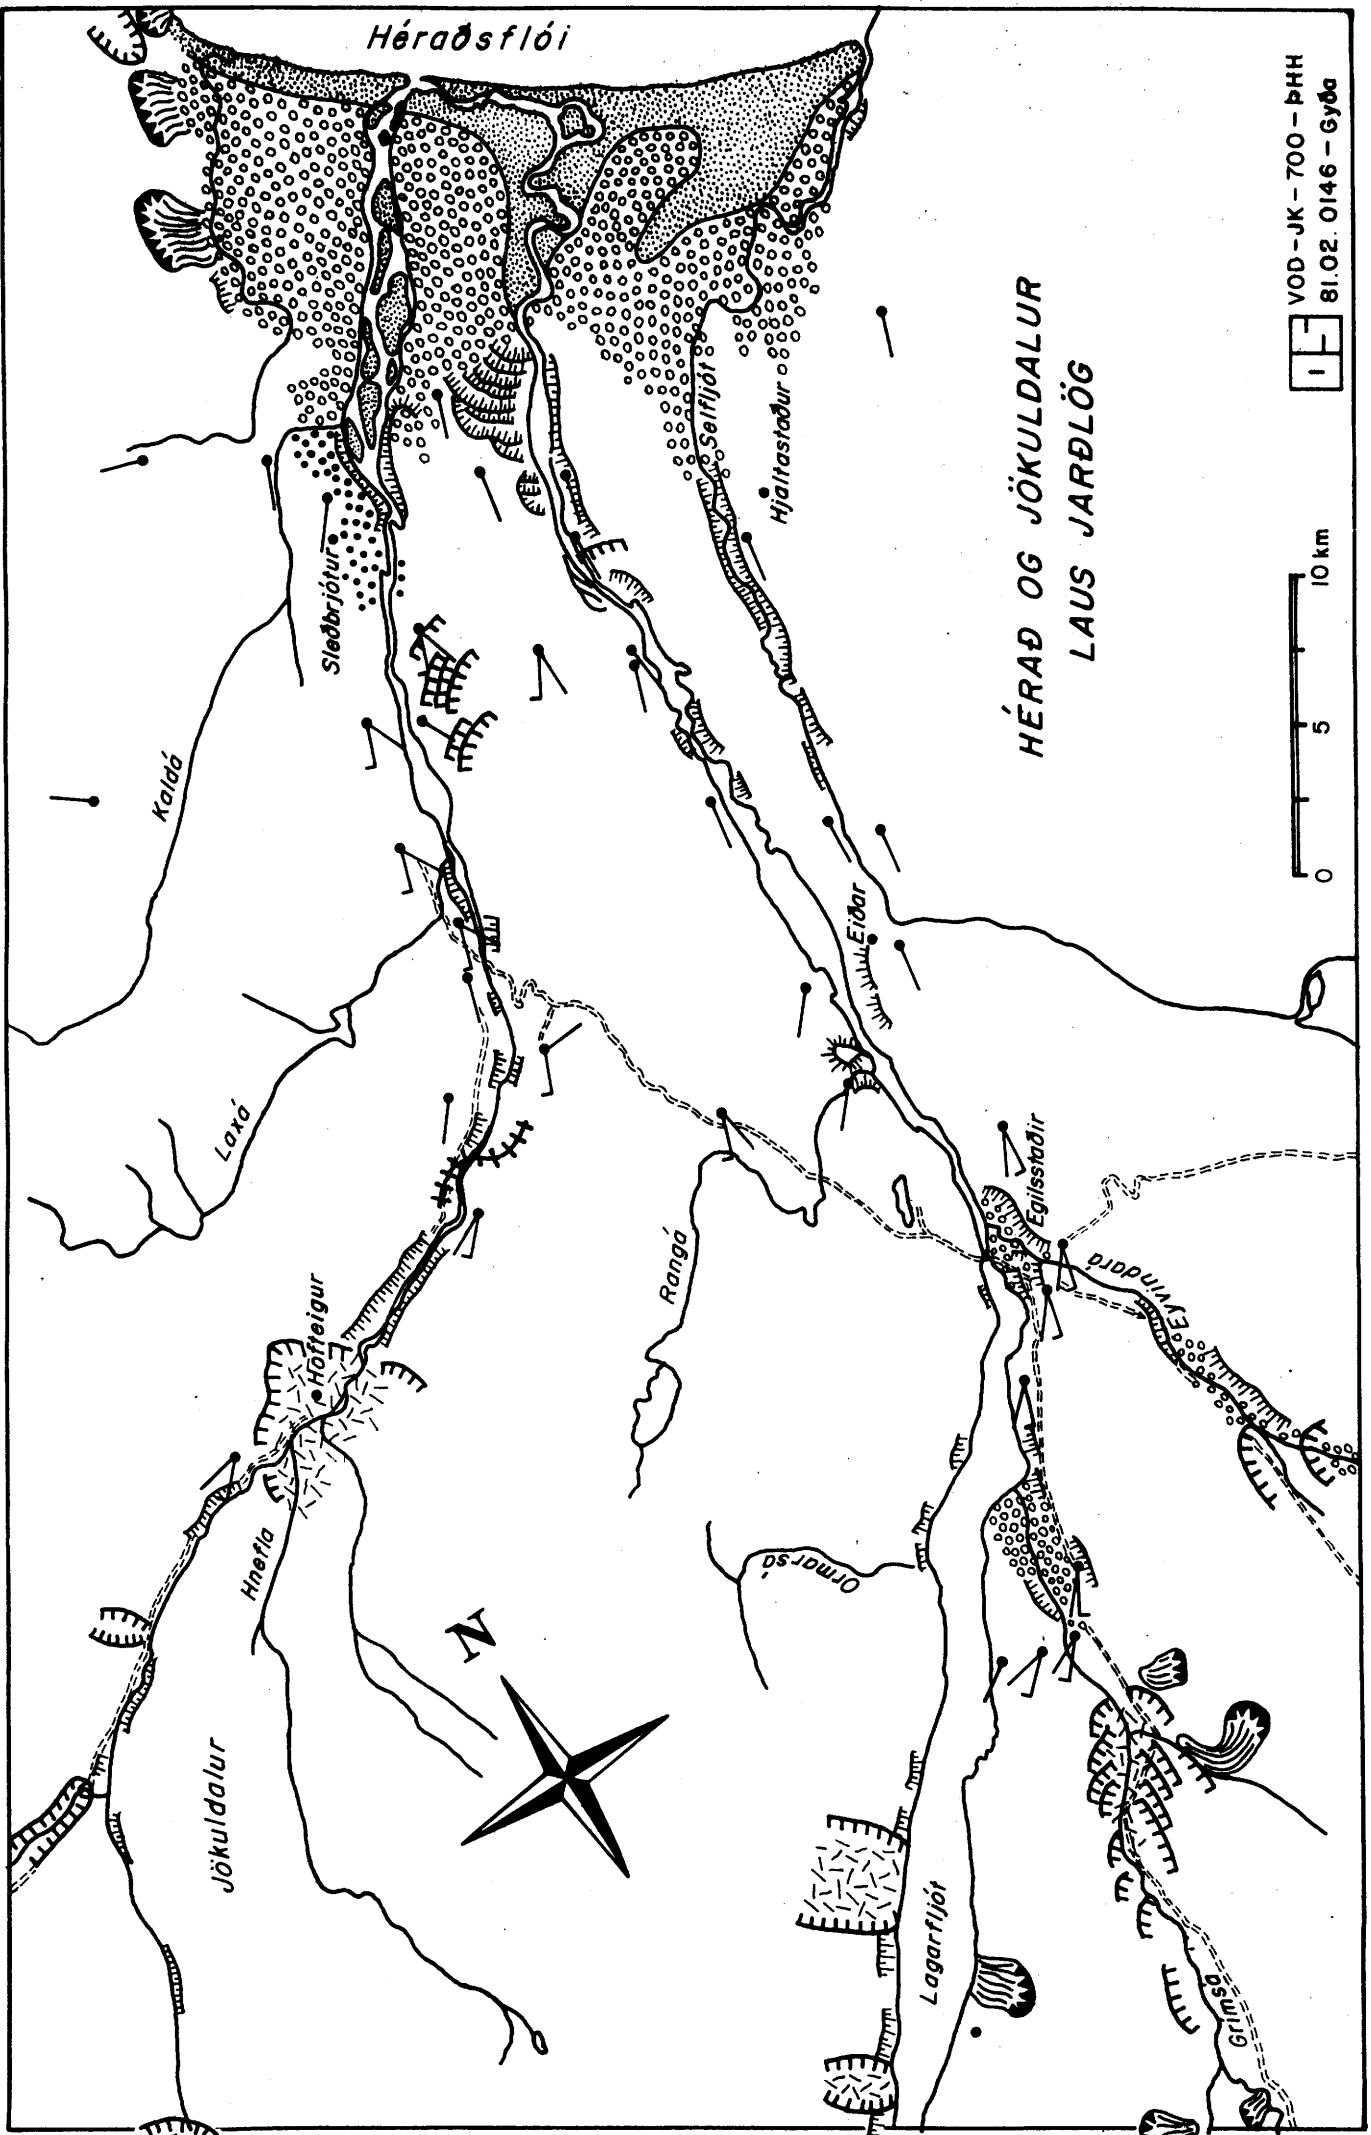 Héraðsflói
VOD-JK-700-ÞHH
81.02. 0146-Gyða
HÉRAÐ OG JÖKULDALUR
LAUS JARÐLÖG
Selfljót
Hjaltastaður
Sleðbrjótur
Kaldá
Eiðar
Laxá
Egilsstaðir
Rangá
Eyvindará
Hofteigur
Hnefla
Ormarsá
N
Jökuldalur
Lagarfljót
Grímsá
0 5 10 km